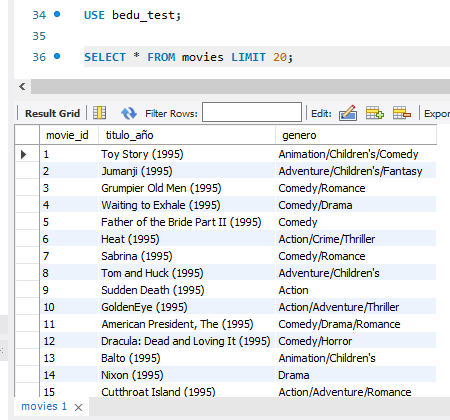 34 USE bedu_test;
35
36 SELECT * FROM movies LIMIT 20;
Result Grid Filter Rows: Edit: Expor
movie_id titulo_año genero
1 Toy Story (1995) Animation/Children's/Comedy
2 Jumanji (1995) Adventure/Children's/Fantasy
3 Grumpier Old Men (1995) Comedy/Romance
4 Waiting to Exhale (1995) Comedy/Drama
5 Father of the Bride Part II (1995) Comedy
6 Heat (1995) Action/Crime/Thriller
7 Sabrina (1995) Comedy/Romance
8 Tom and Huck (1995) Adventure/Children's
9 Sudden Death (1995) Action
10 GoldenEye (1995) Action/Adventure/Thriller
11 American President, The (1995) Comedy/Drama/Romance
12 Dracula: Dead and Loving It (1995) Comedy/Horror
13 Balto (1995) Animation/Children's
14 Nixon (1995) Drama
15 Cutthroat Island (1995) Action/Adventure/Romance
movies 1